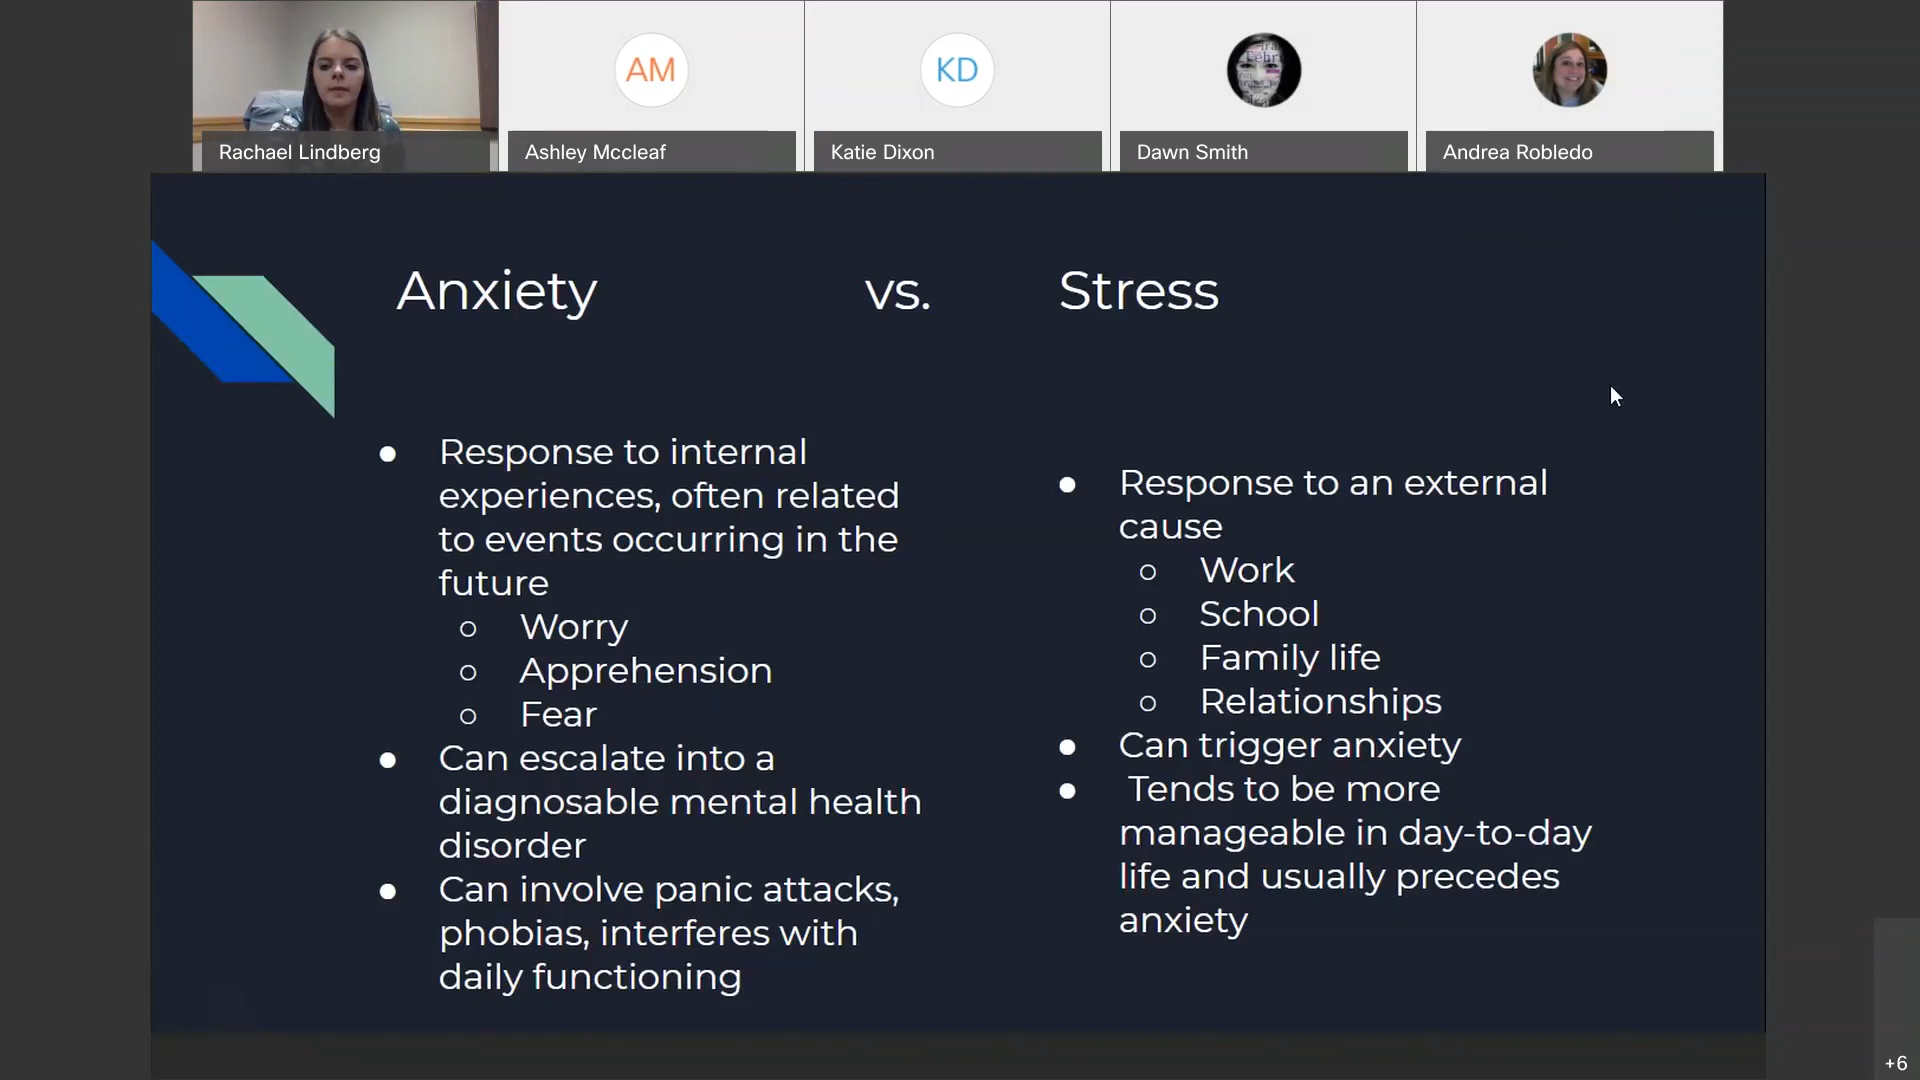 Rachael Lindberg
AM
Ashley Mccleaf
KD
Katie Dixon
Dawn Smith
Andrea Robledo
Anxiety vs. Stress
● Response to internal
experiences, often related
to events occurring in the
future
○ Worry
○ Apprehension
○ Fear
● Can escalate into a
diagnosable mental health
disorder
● Can involve panic attacks,
phobias, interferes with
daily functioning
● Response to an external
cause
○ Work
○ School
○ Family life
○ Relationships
● Can trigger anxiety
● Tends to be more
manageable in day-to-day
life and usually precedes
anxiety
+6